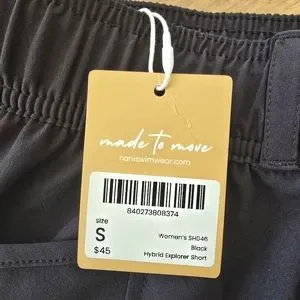 made to move
naniswimwear.com
840273808374
size
S
$45
Women's SH046
Black
Hybrid Explorer Short